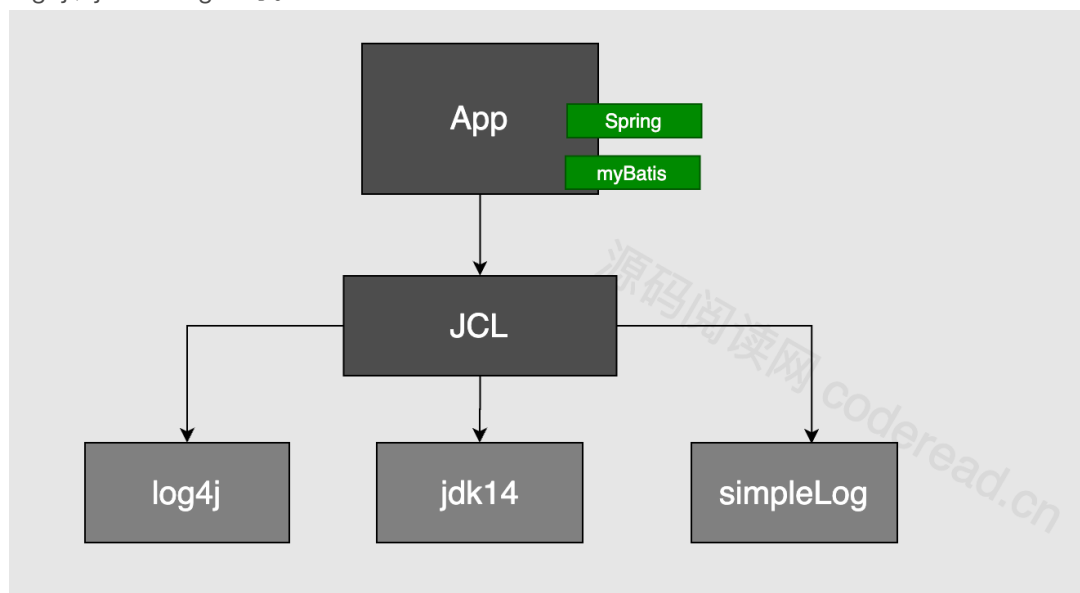 App
Spring
myBatis
JCL
log4j
jdk14
simpleLog
源码阅读网 coderead.cn